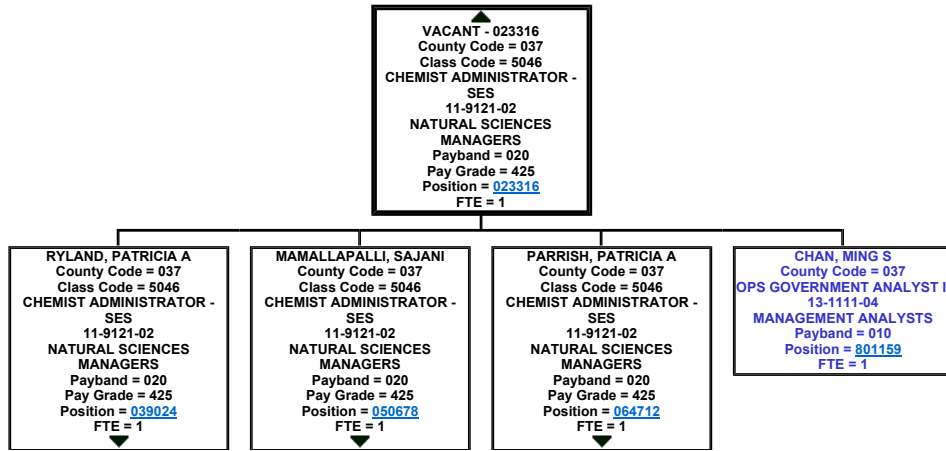 VACANT - 023316
County Code = 037
Class Code = 5046
CHEMIST ADMINISTRATOR -
SES
11-9121-02
NATURAL SCIENCES
MANAGERS
Payband = 020
Pay Grade = 425
Position = 023316
FTE = 1
RYLAND, PATRICIA A
County Code = 037
Class Code = 5046
CHEMIST ADMINISTRATOR -
SES
11-9121-02
NATURAL SCIENCES
MANAGERS
Payband = 020
Pay Grade = 425
Position = 039024
FTE = 1
MAMALLAPALLI, SAJANI
County Code = 037
Class Code = 5046
CHEMIST ADMINISTRATOR -
SES
11-9121-02
NATURAL SCIENCES
MANAGERS
Payband = 020
Pay Grade = 425
Position = 050678
FTE = 1
PARRISH, PATRICIA A
County Code = 037
Class Code = 5046
CHEMIST ADMINISTRATOR -
SES
11-9121-02
NATURAL SCIENCES
MANAGERS
Payband = 020
Pay Grade = 425
Position = 064712
FTE = 1
CHAN, MING S
County Code = 037
OPS GOVERNMENT ANALYST I
13-1111-04
MANAGEMENT ANALYSTS
Payband = 010
Position = 801159
FTE = 1